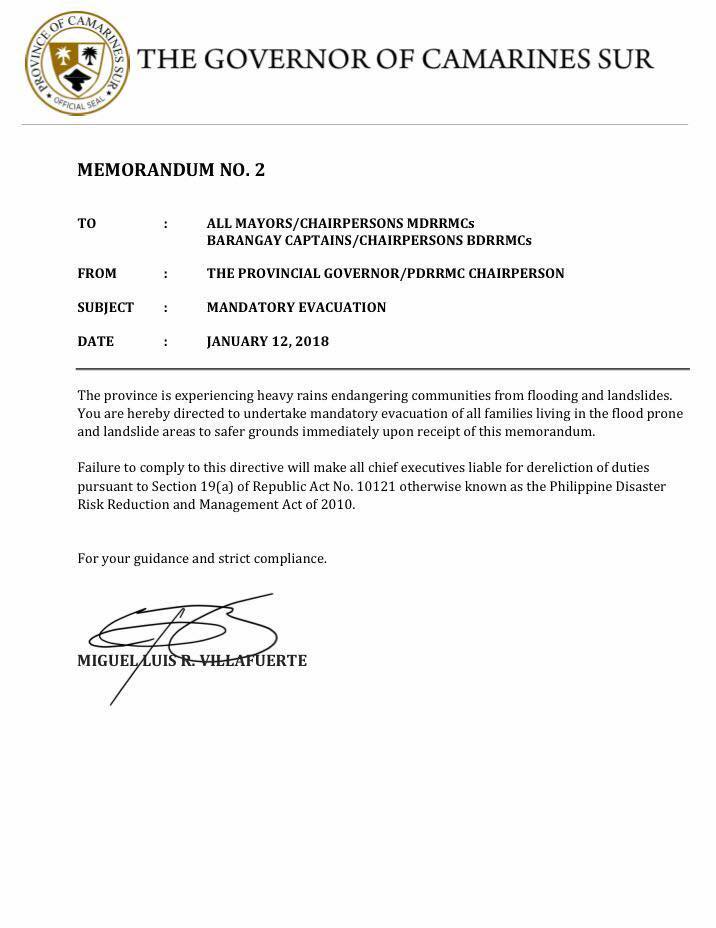 PROVINCE OF CAMARINES SUR
OFFICIAL SEAL
THE GOVERNOR OF CAMARINES SUR
MEMORANDUM NO. 2
TO : ALL MAYORS/CHAIRPERSONS MDRRMCs
BARANGAY CAPTAINS/CHAIRPERSONS BDRRMCs
FROM : THE PROVINCIAL GOVERNOR/PDRRMC CHAIRPERSON
SUBJECT : MANDATORY EVACUATION
DATE : JANUARY 12, 2018
The province is experiencing heavy rains endangering communities from flooding and landslides.
You are hereby directed to undertake mandatory evacuation of all families living in the flood prone
and landslide areas to safer grounds immediately upon receipt of this memorandum.
Failure to comply to this directive will make all chief executives liable for dereliction of duties
pursuant to Section 19(a) of Republic Act No. 10121 otherwise known as the Philippine Disaster
Risk Reduction and Management Act of 2010.
For your guidance and strict compliance.
MIGUEL LUIS R. VILLAFUERTE